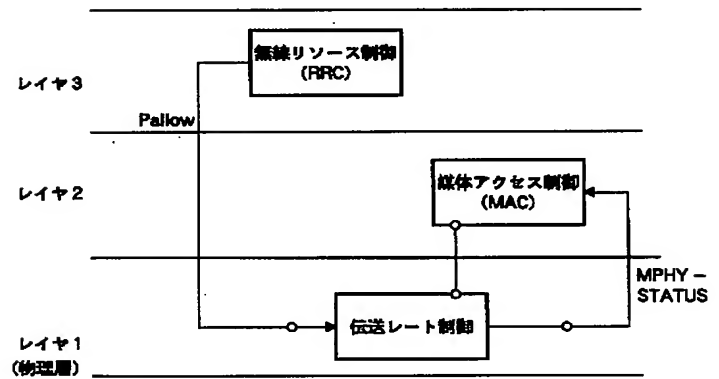 無線リソース制御
(RRC)
レイヤ3
Pallow
媒体アクセス制御
(MAC)
レイヤ2
MPHY－
STATUS
伝送レート制御
レイヤ1
(物理層)